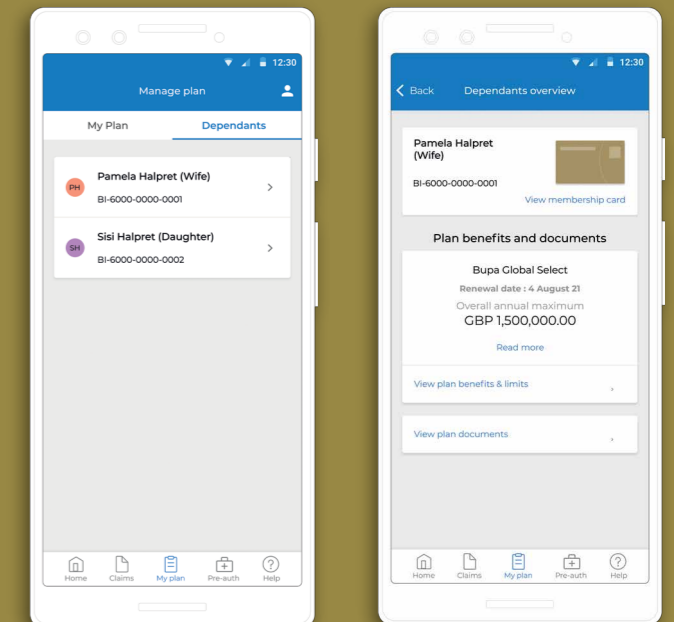 12:30
Manage plan
My Plan
Dependants
PH
Pamela Halpret (Wife)
BI-6000-0000-0001
SH
Sisi Halpret (Daughter)
BI-6000-0000-0002
Home
Claims
My plan
Pre-auth
Help
12:30
Back
Dependants overview
Pamela Halpret
(Wife)
BI-6000-0000-0001
View membership card
Plan benefits and documents
Bupa Global Select
Renewal date : 4 August 21
Overall annual maximum
GBP 1,500,000.00
Read more
View plan benefits & limits
View plan documents
Home
Claims
My plan
Pre-auth
Help